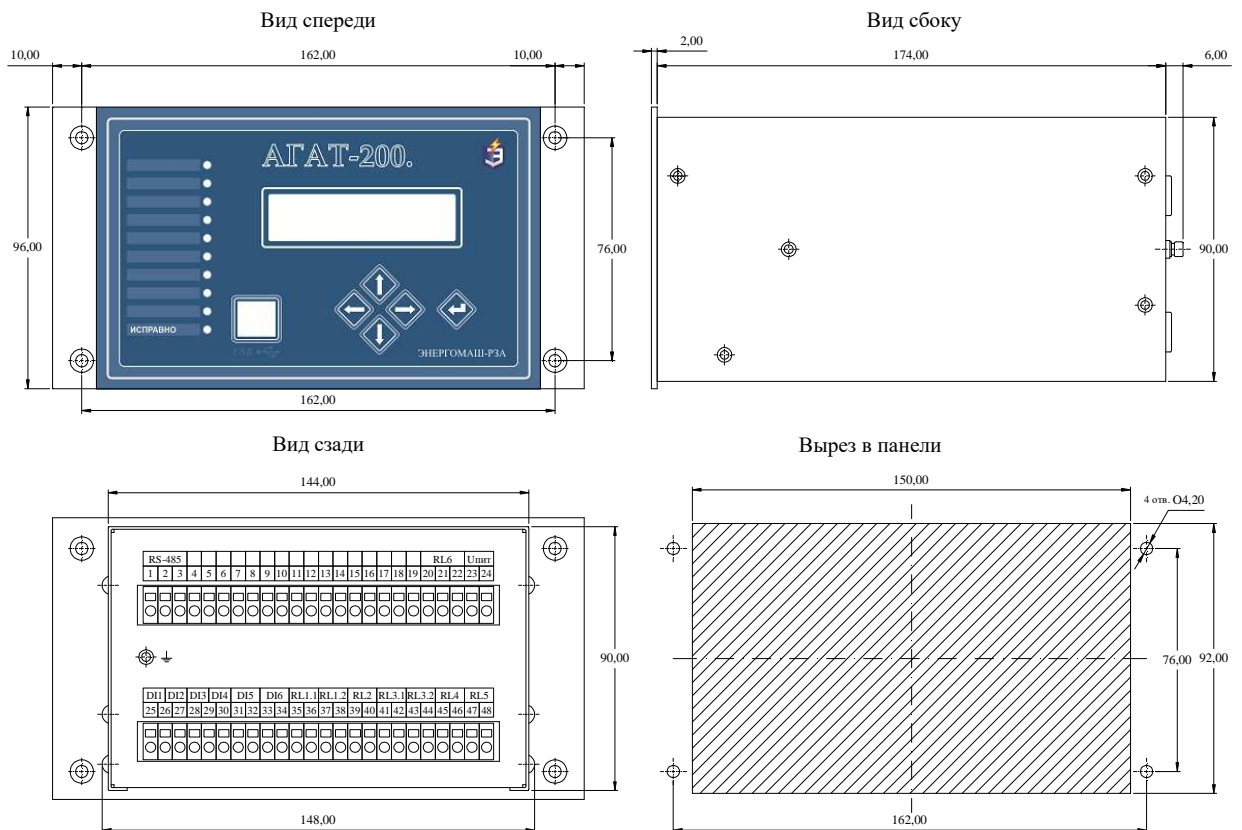 Вид спереди
10,00
162,00
10,00
96,00
76,00
АГАТ-200.
ИСПРАВНО
USB
ЭНЕРГОМАШ-РЗА
162,00
Вид сбоку
2,00
174,00
6,00
90,00
Вид сзади
144,00
RS-485 RL6 Uпит
1 2 3 4 5 6 7 8 9 10 11 12 13 14 15 16 17 18 19 20 21 22 23 24
90,00
DI1 DI2 DI3 DI4 DI5 DI6 RL1.1 RL1.2 RL2 RL3.1 RL3.2 RL4 RL5
25 26 27 28 29 30 31 32 33 34 35 36 37 38 39 40 41 42 43 44 45 46 47 48
148,00
Вырез в панели
150,00
4 отв. O4,20
76,00
92,00
162,00